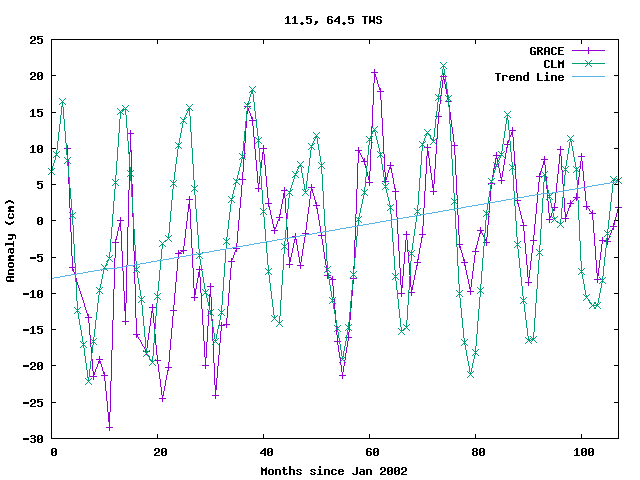 11.5, 64.5 TWS
GRACE
CLM
Trend Line
25
20
15
10
5
0
-5
-10
-15
-20
-25
-30
Anomaly (cm)
0 20 40 60 80 100
Months since Jan 2002